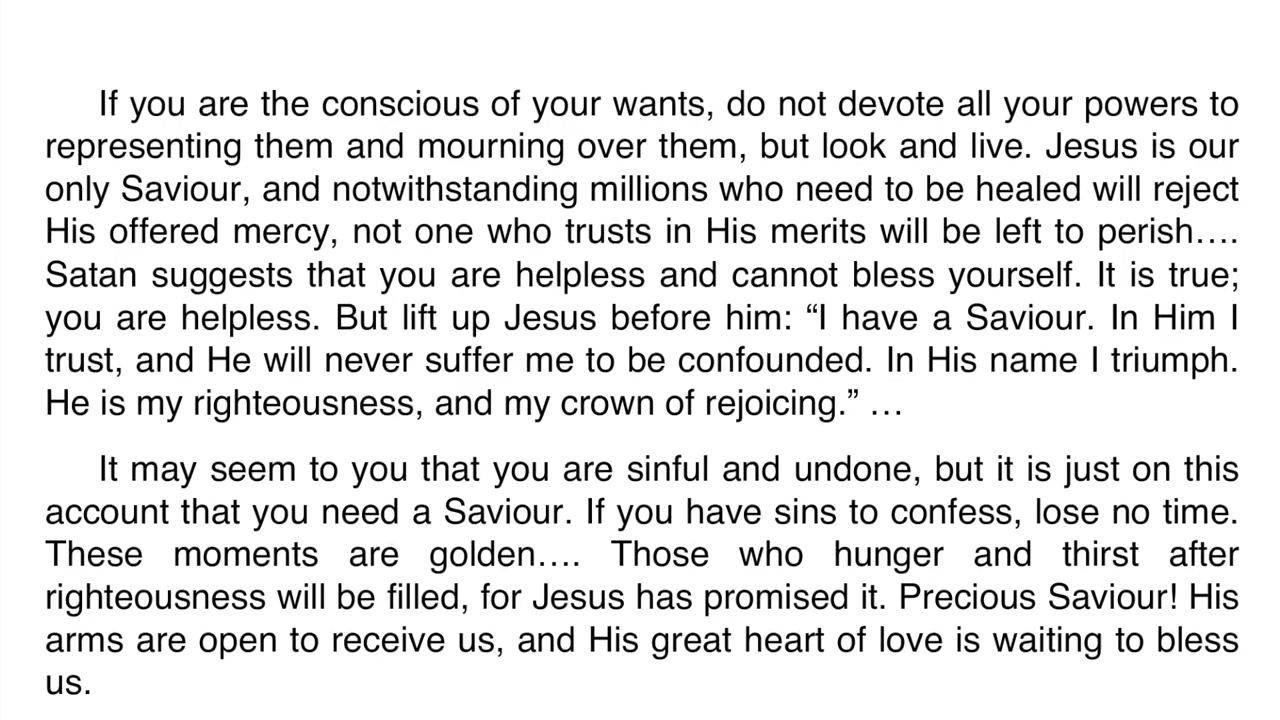 If you are the conscious of your wants, do not devote all your powers to
representing them and mourning over them, but look and live. Jesus is our
only Saviour, and notwithstanding millions who need to be healed will reject
His offered mercy, not one who trusts in His merits will be left to perish….
Satan suggests that you are helpless and cannot bless yourself. It is true;
you are helpless. But lift up Jesus before him: “I have a Saviour. In Him I
trust, and He will never suffer me to be confounded. In His name I triumph.
He is my righteousness, and my crown of rejoicing.” …
It may seem to you that you are sinful and undone, but it is just on this
account that you need a Saviour. If you have sins to confess, lose no time.
These moments are golden…. Those who hunger and thirst after
righteousness will be filled, for Jesus has promised it. Precious Saviour! His
arms are open to receive us, and His great heart of love is waiting to bless
us.